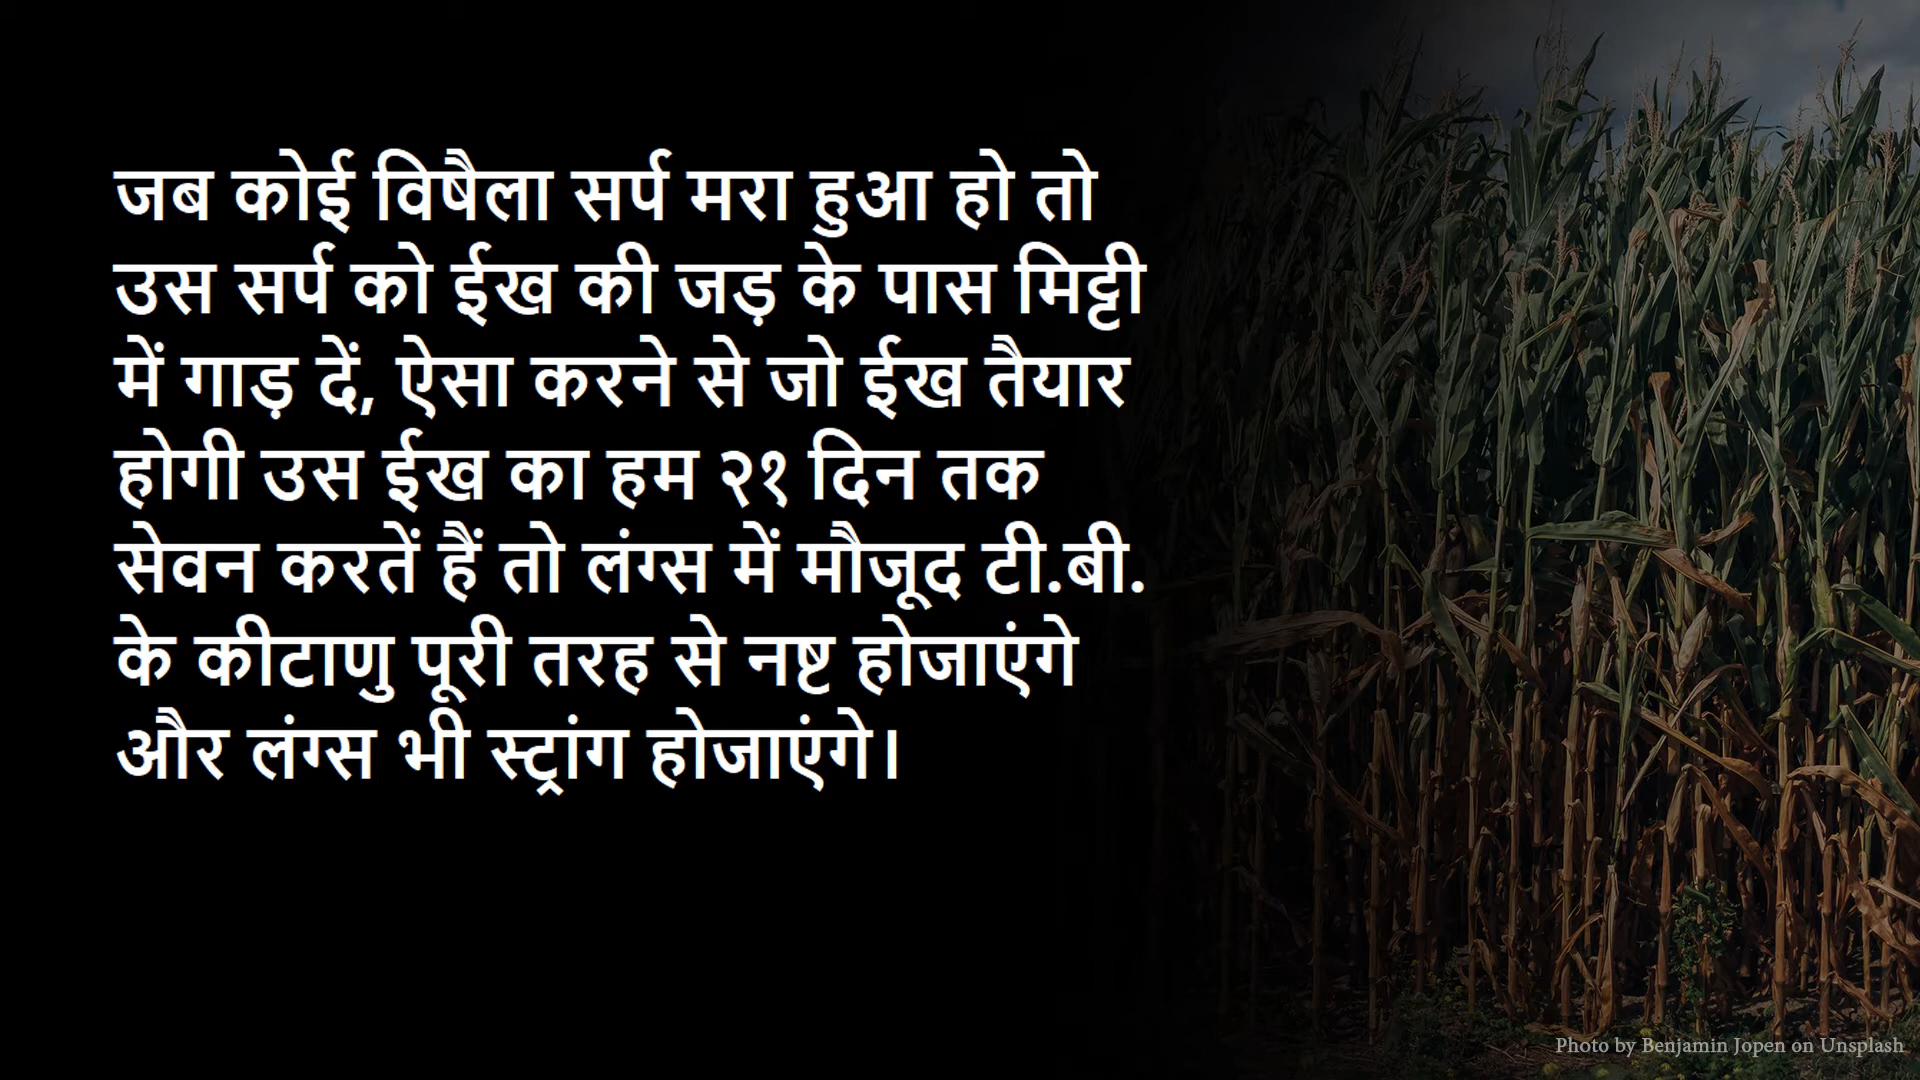 जब कोई विषैला सर्प मरा हुआ हो तो
उस सर्प को ईख की जड़ के पास मिट्टी
में गाड़ दें, ऐसा करने से जो ईख तैयार
होगी उस ईख का हम २१ दिन तक
सेवन करतें हैं तो लंग्स में मौजूद टी.बी.
के कीटाणु पूरी तरह से नष्ट होजाएंगे
और लंग्स भी स्ट्रांग होजाएंगे।
Photo by Benjamin Jopen on Unsplash